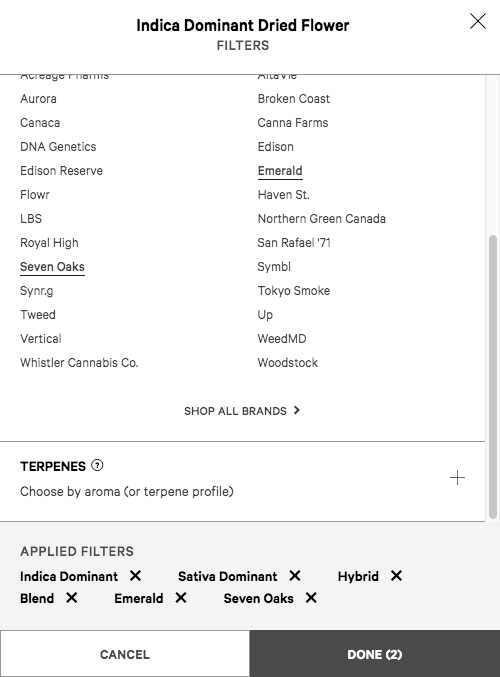 Indica Dominant Dried Flower
FILTERS
Acreage Pharms AltaVie
Aurora Broken Coast
Canaca Canna Farms
DNA Genetics Edison
Edison Reserve Emerald
Flowr Haven St.
LBS Northern Green Canada
Royal High San Rafael '71
Seven Oaks Symbl
Synr.g Tokyo Smoke
Tweed Up
Vertical WeedMD
Whistler Cannabis Co. Woodstock
SHOP ALL BRANDS
TERPENES ?
Choose by aroma (or terpene profile)
APPLIED FILTERS
Indica Dominant Sativa Dominant Hybrid
Blend Emerald Seven Oaks
CANCEL DONE (2)